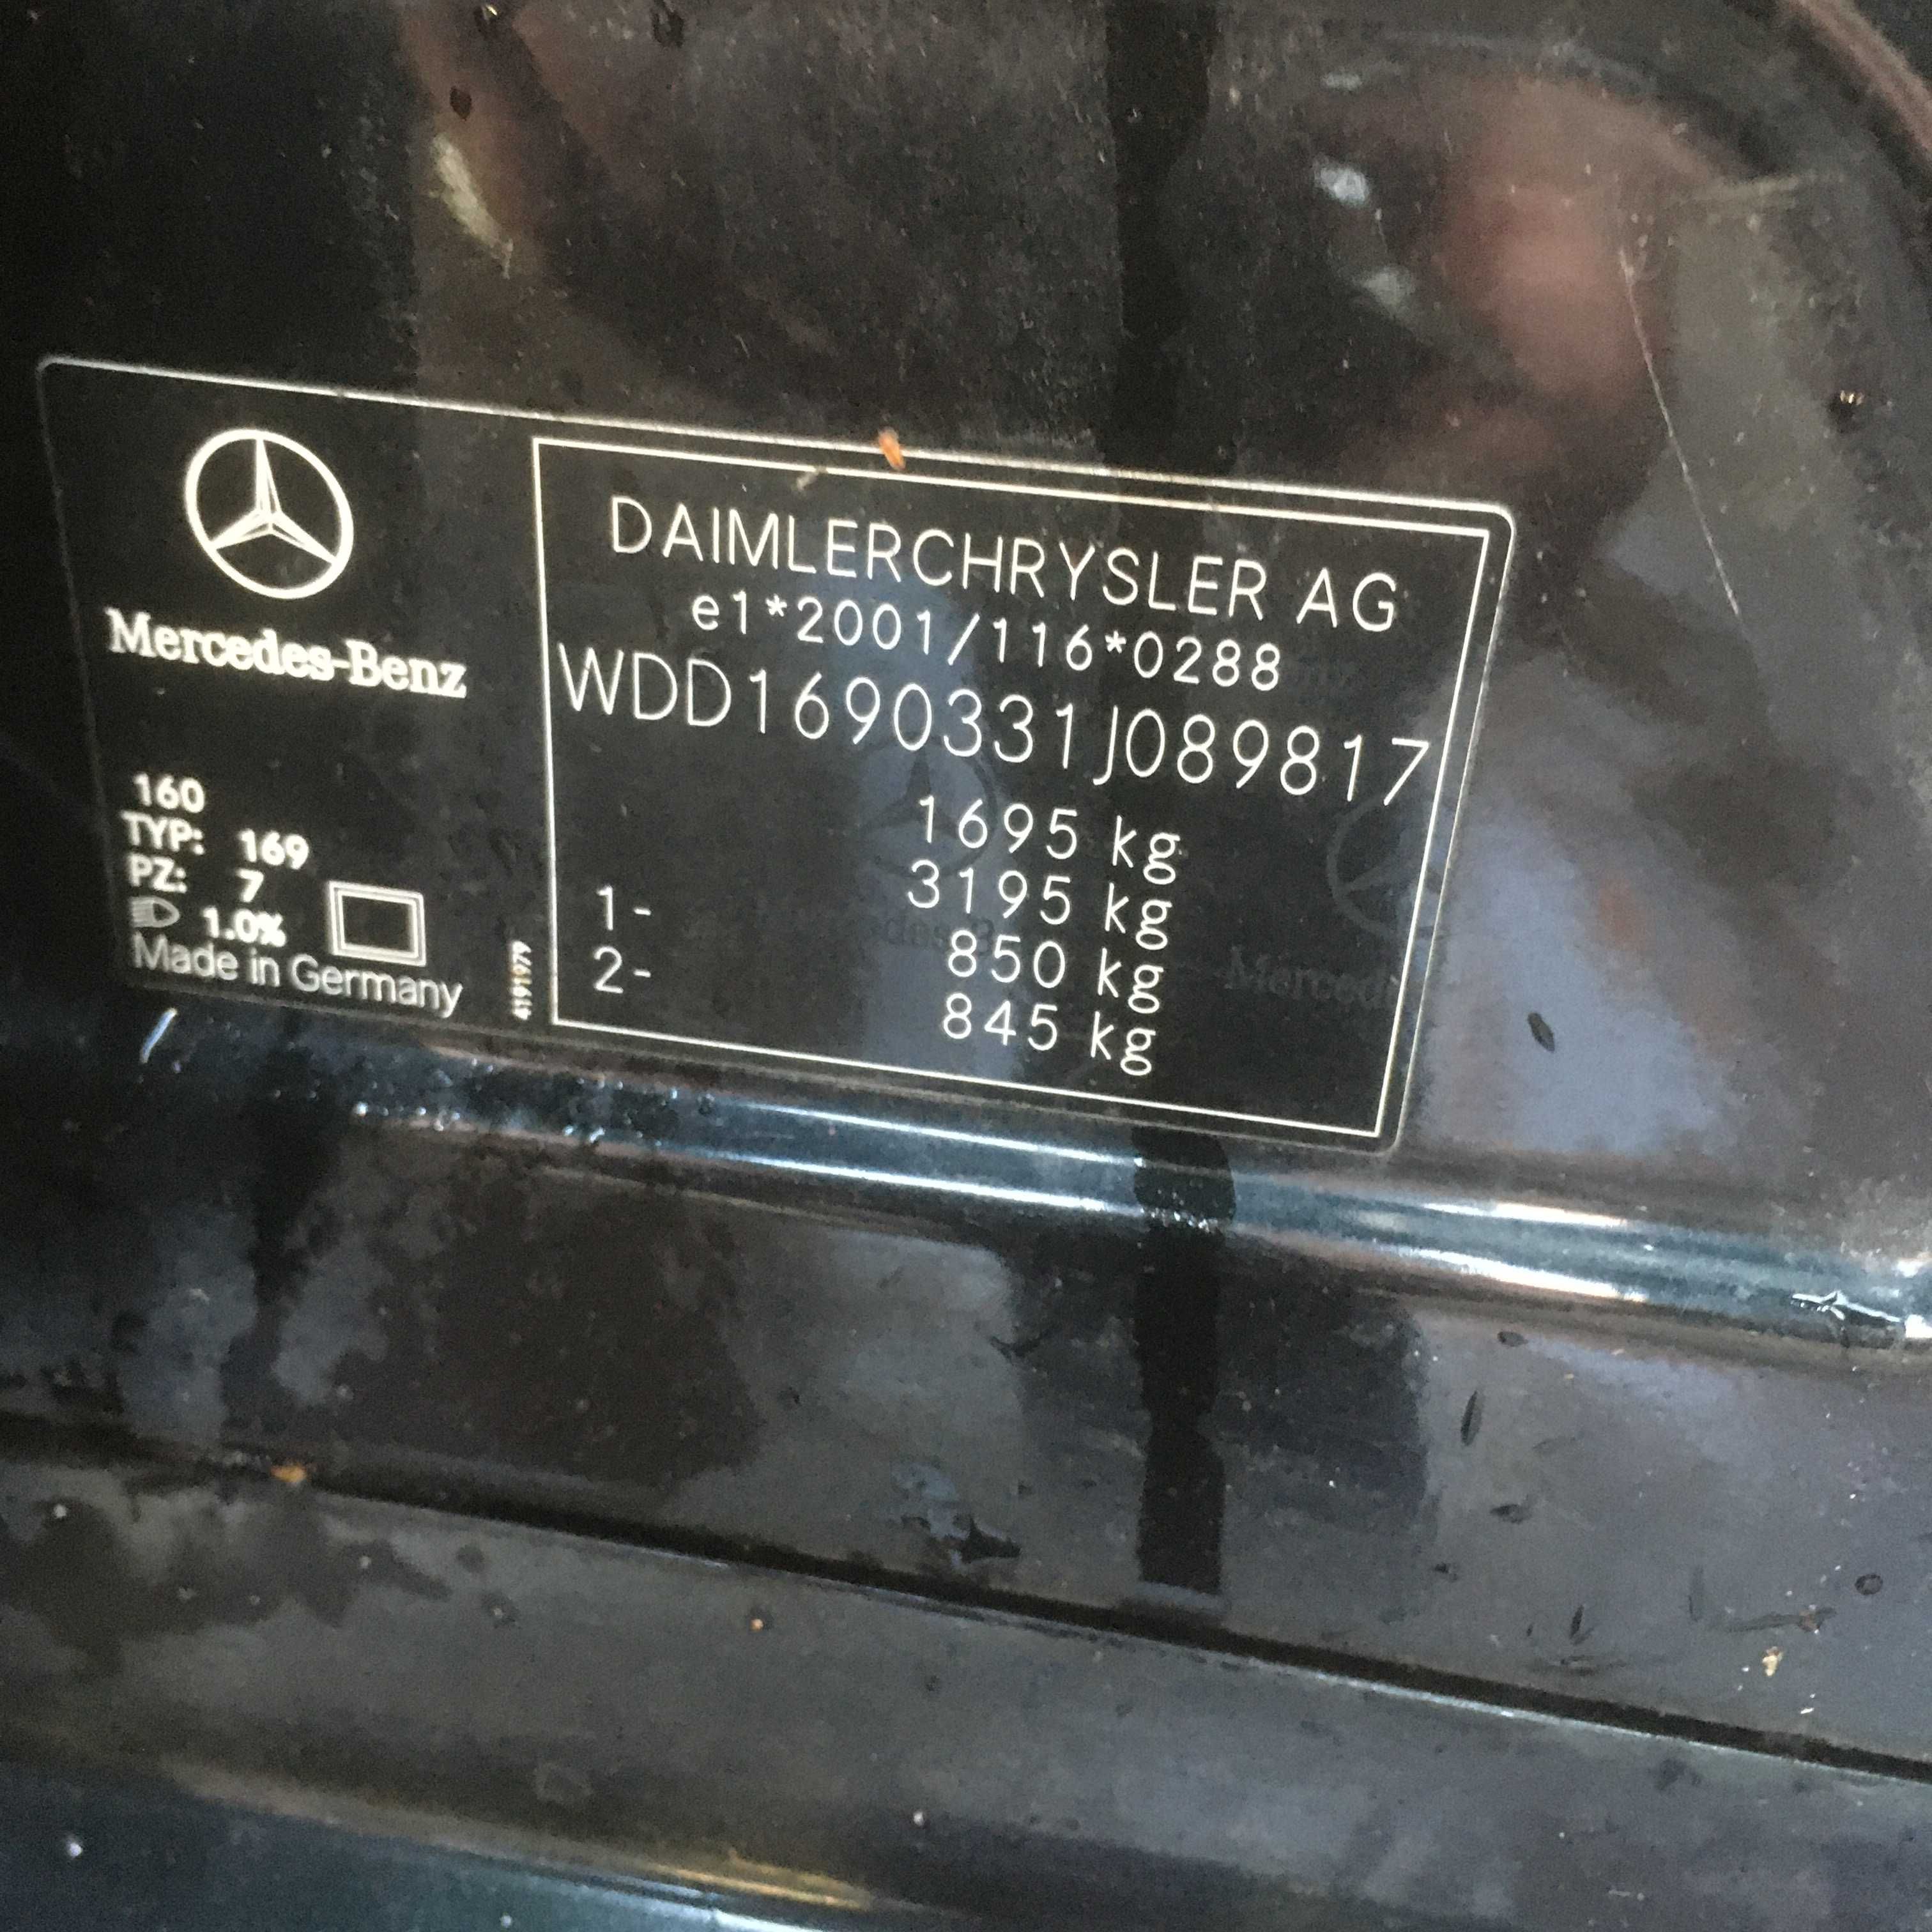 Mercedes-Benz
160
TYP: 169
PZ: 7
1.0%
Made in Germany
4191979
DAIMLERCHRYSLER AG
e1*2001/116*0288
WDD1690331J089817
1695 kg
3195 kg
1- 850 kg
2- 845 kg